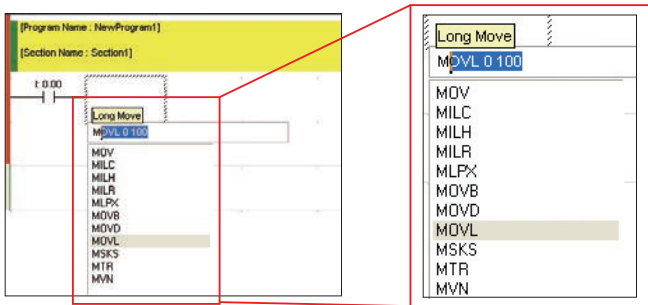 [Program Name : NewProgram1]
[Section Name : Section1]
t: 0.00
Long Move
MOVL 0 100
MOV
MILC
MILH
MILR
MLPX
MOVB
MOVD
MOVL
MSKS
MTR
MVN
Long Move
MOVL 0 100
MOV
MILC
MILH
MILR
MLPX
MOVB
MOVD
MOVL
MSKS
MTR
MVN